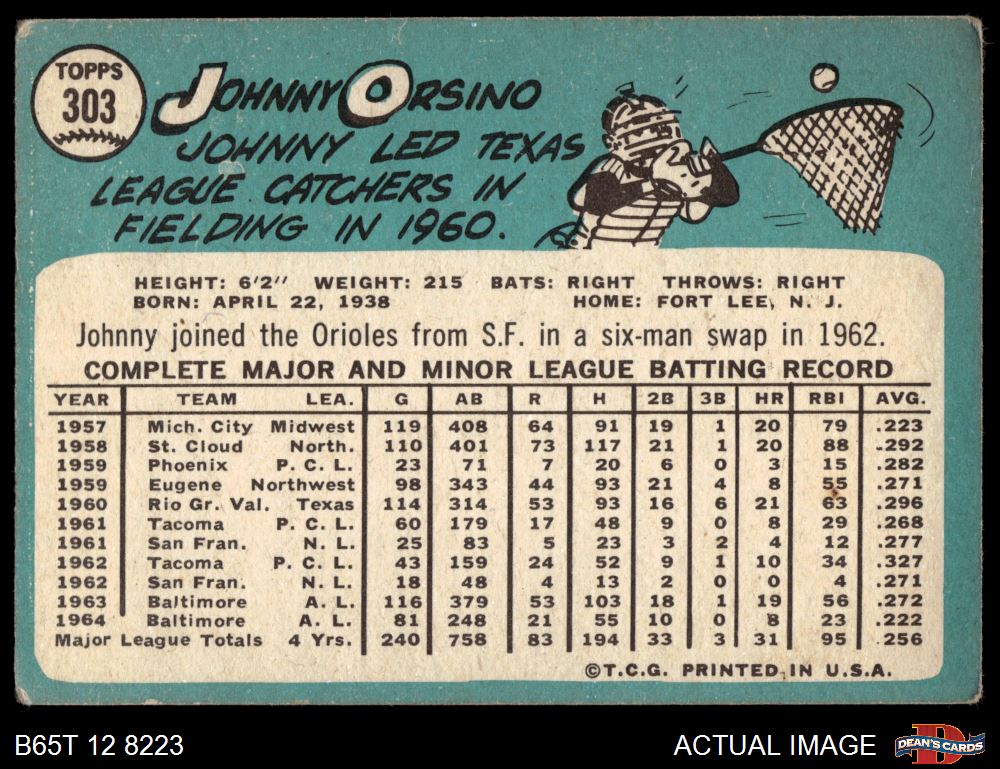 TOPPS
303
JOHNNY ORSINO
JOHNNY LED TEXAS
LEAGUE CATCHERS IN
FIELDING IN 1960.
HEIGHT: 6'2" WEIGHT: 215 BATS: RIGHT THROWS: RIGHT
BORN: APRIL 22, 1938 HOME: FORT LEE, N. J.
Johnny joined the Orioles from S.F. in a six-man swap in 1962.
COMPLETE MAJOR AND MINOR LEAGUE BATTING RECORD
YEAR TEAM LEA. G AB R H 2B 3B HR RBI AVG.
1957 Mich. City Midwest 119 408 64 91 19 1 20 79 .223
1958 St. Cloud North. 110 401 73 117 21 1 20 88 .292
1959 Phoenix P. C. L. 23 71 7 20 6 0 3 15 .282
1959 Eugene Northwest 98 343 44 93 21 4 8 55 .271
1960 Rio Gr. Val. Texas 114 314 53 93 16 6 21 63 .296
1961 Tacoma P. C. L. 60 179 17 48 9 0 8 29 .268
1961 San Fran. N. L. 25 83 5 23 3 2 4 12 .277
1962 Tacoma P. C. L. 43 159 24 52 9 1 10 34 .327
1962 San Fran. N. L. 18 48 4 13 2 0 0 4 .271
1963 Baltimore A. L. 116 379 53 103 18 1 19 56 .272
1964 Baltimore A. L. 81 248 21 55 10 0 8 23 .222
Major League Totals 4 Yrs. 240 758 83 194 33 3 31 95 .256
©T.C.G. PRINTED IN U.S.A.
B65T 12 8223
ACTUAL IMAGE
D
DEAN'S CARDS